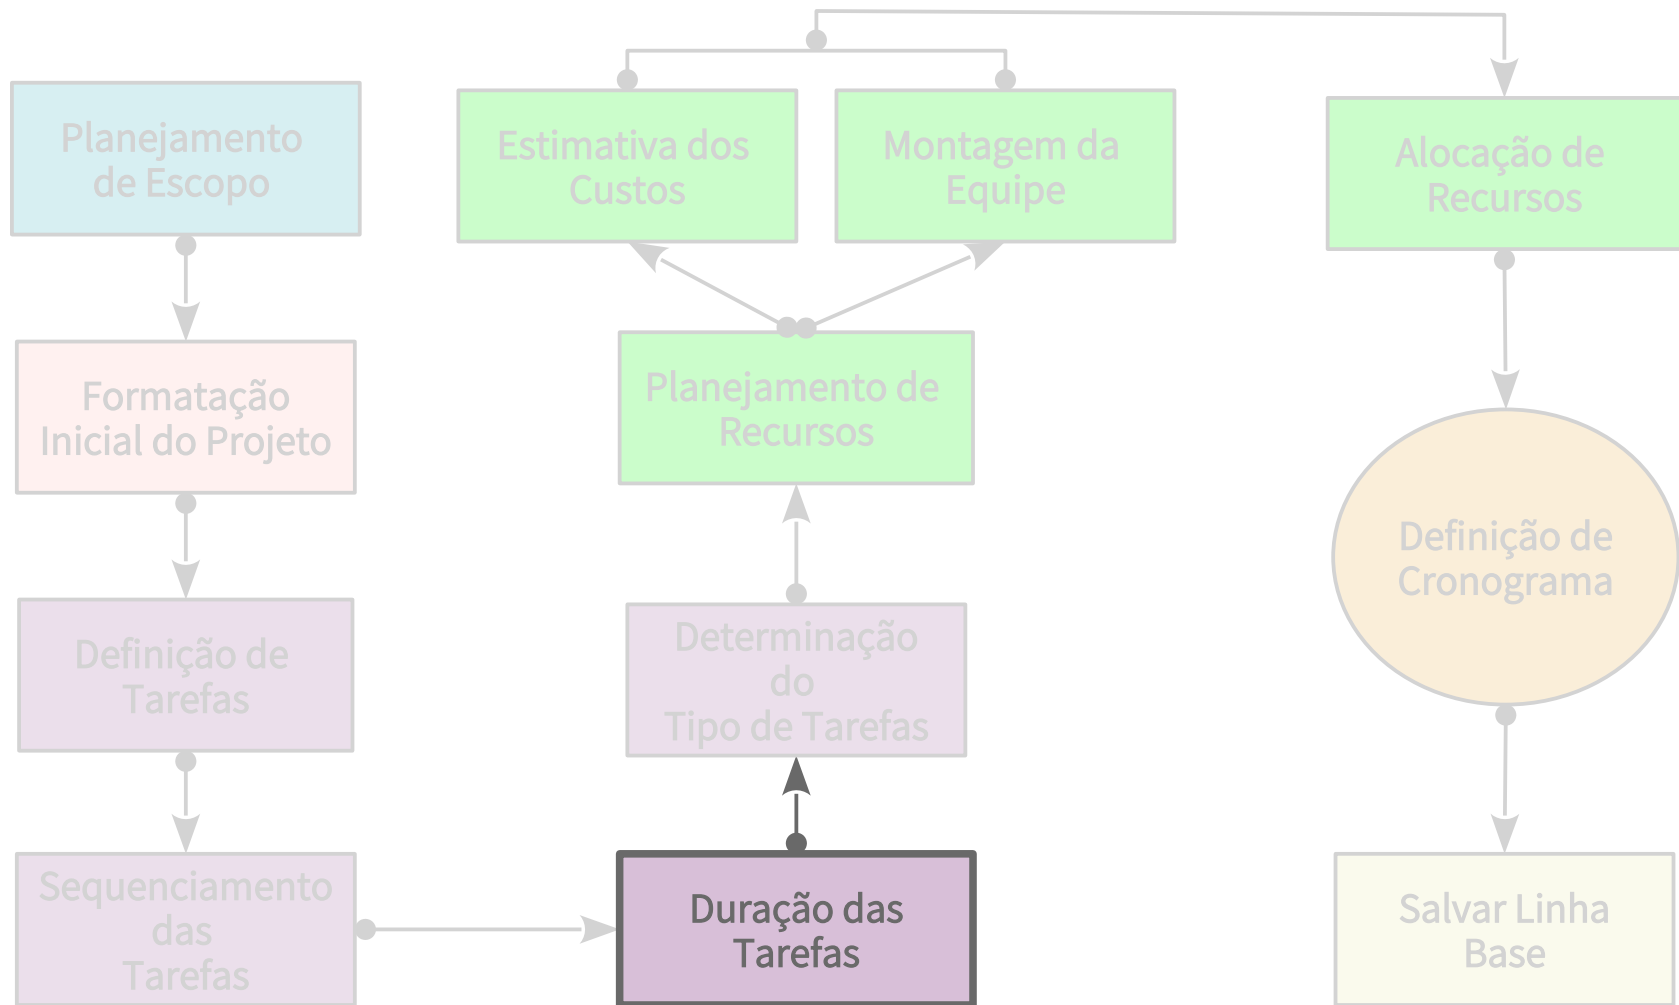 Planejamento
de Escopo
Formatação
Inicial do Projeto
Definição de
Tarefas
Sequenciamento
das
Tarefas
Duração das
Tarefas
Determinação
do
Tipo de Tarefas
Planejamento de
Recursos
Estimativa dos
Custos
Montagem da
Equipe
Alocação de
Recursos
Definição de
Cronograma
Salvar Linha
Base